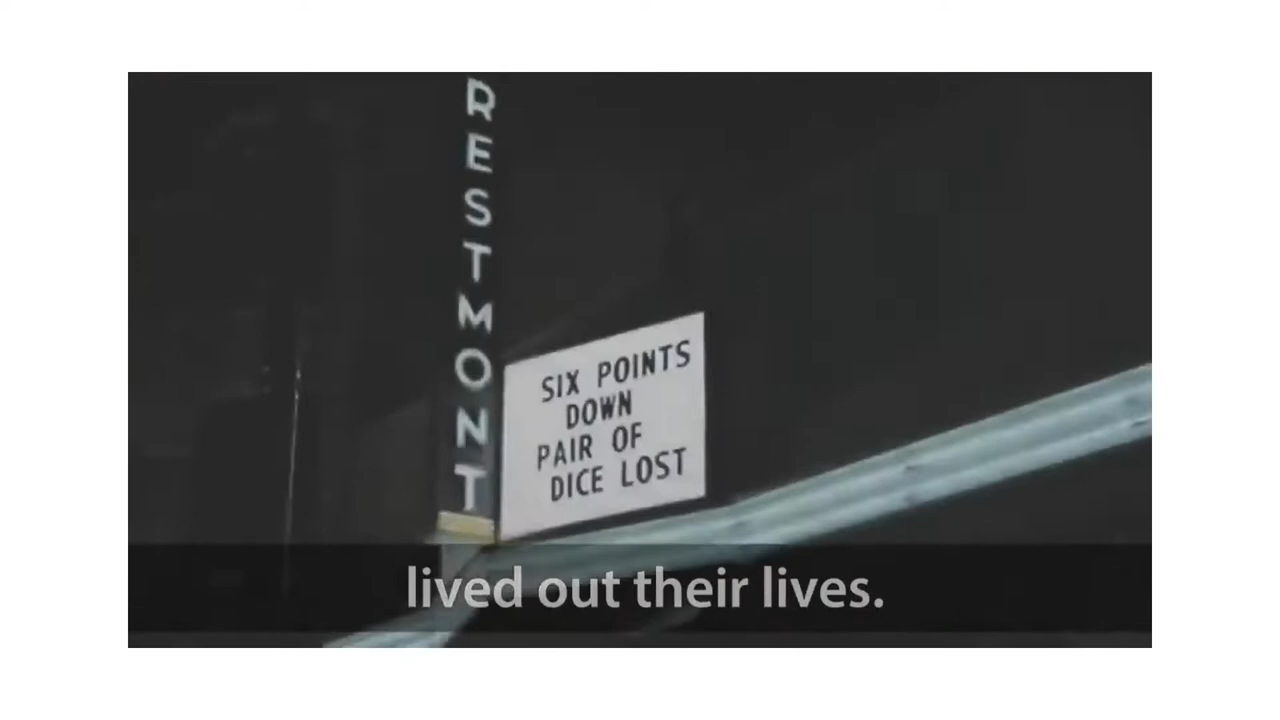 RESTMONT
SIX POINTS
DOWN
PAIR OF
DICE LOST
lived out their lives.